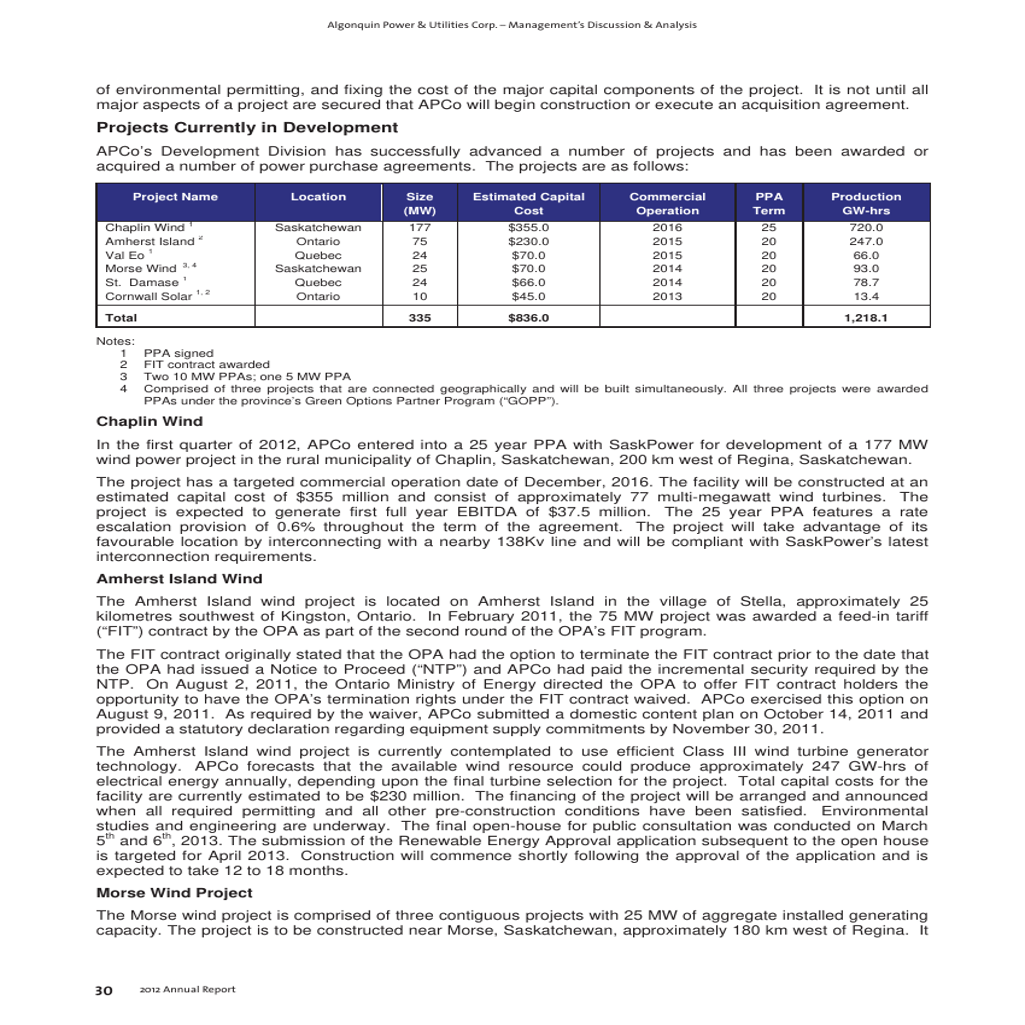 Algonquin Power & Utilities Corp. – Management’s Discussion & Analysis
of environmental permitting, and fixing the cost of the major capital components of the project. It is not until all
major aspects of a project are secured that APCo will begin construction or execute an acquisition agreement.
Projects Currently in Development
APCo’s Development Division has successfully advanced a number of projects and has been awarded or
acquired a number of power purchase agreements. The projects are as follows:
Project Name Location Size (MW) Estimated Capital Cost Commercial Operation PPA Term Production GW-hrs
Chaplin Wind 1 Saskatchewan 177 $355.0 2016 25 720.0
Amherst Island 2 Ontario 75 $230.0 2015 20 247.0
Val Eo 1 Quebec 24 $70.0 2015 20 66.0
Morse Wind 3, 4 Saskatchewan 25 $70.0 2014 20 93.0
St. Damase 1 Quebec 24 $66.0 2014 20 78.7
Cornwall Solar 1, 2 Ontario 10 $45.0 2013 20 13.4
Total 335 $836.0 1,218.1
Notes:
1 PPA signed
2 FIT contract awarded
3 Two 10 MW PPAs; one 5 MW PPA
4 Comprised of three projects that are connected geographically and will be built simultaneously. All three projects were awarded
PPAs under the province’s Green Options Partner Program (“GOPP”).
Chaplin Wind
In the first quarter of 2012, APCo entered into a 25 year PPA with SaskPower for development of a 177 MW
wind power project in the rural municipality of Chaplin, Saskatchewan, 200 km west of Regina, Saskatchewan.
The project has a targeted commercial operation date of December, 2016. The facility will be constructed at an
estimated capital cost of $355 million and consist of approximately 77 multi-megawatt wind turbines. The
project is expected to generate first full year EBITDA of $37.5 million. The 25 year PPA features a rate
escalation provision of 0.6% throughout the term of the agreement. The project will take advantage of its
favourable location by interconnecting with a nearby 138Kv line and will be compliant with SaskPower’s latest
interconnection requirements.
Amherst Island Wind
The Amherst Island wind project is located on Amherst Island in the village of Stella, approximately 25
kilometres southwest of Kingston, Ontario. In February 2011, the 75 MW project was awarded a feed-in tariff
(“FIT”) contract by the OPA as part of the second round of the OPA’s FIT program.
The FIT contract originally stated that the OPA had the option to terminate the FIT contract prior to the date that
the OPA had issued a Notice to Proceed (“NTP”) and APCo had paid the incremental security required by the
NTP. On August 2, 2011, the Ontario Ministry of Energy directed the OPA to offer FIT contract holders the
opportunity to have the OPA’s termination rights under the FIT contract waived. APCo exercised this option on
August 9, 2011. As required by the waiver, APCo submitted a domestic content plan on October 14, 2011 and
provided a statutory declaration regarding equipment supply commitments by November 30, 2011.
The Amherst Island wind project is currently contemplated to use efficient Class III wind turbine generator
technology. APCo forecasts that the available wind resource could produce approximately 247 GW-hrs of
electrical energy annually, depending upon the final turbine selection for the project. Total capital costs for the
facility are currently estimated to be $230 million. The financing of the project will be arranged and announced
when all required permitting and all other pre-construction conditions have been satisfied. Environmental
studies and engineering are underway. The final open-house for public consultation was conducted on March
5th and 6th, 2013. The submission of the Renewable Energy Approval application subsequent to the open house
is targeted for April 2013. Construction will commence shortly following the approval of the application and is
expected to take 12 to 18 months.
Morse Wind Project
The Morse wind project is comprised of three contiguous projects with 25 MW of aggregate installed generating
capacity. The project is to be constructed near Morse, Saskatchewan, approximately 180 km west of Regina. It
30 2012 Annual Report